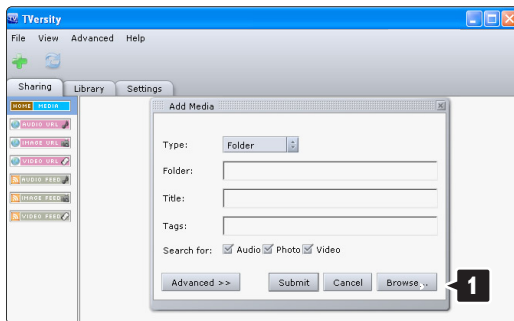 TVersity
File View Advanced Help
Sharing Library Settings
HOME MEDIA
AUDIO URL
IMAGE URL
VIDEO URL
AUDIO FEED
IMAGE FEED
VIDEO FEED
Add Media
Type: Folder
Folder:
Title:
Tags:
Search for: Audio Photo Video
Advanced >> Submit Cancel Browse...
1